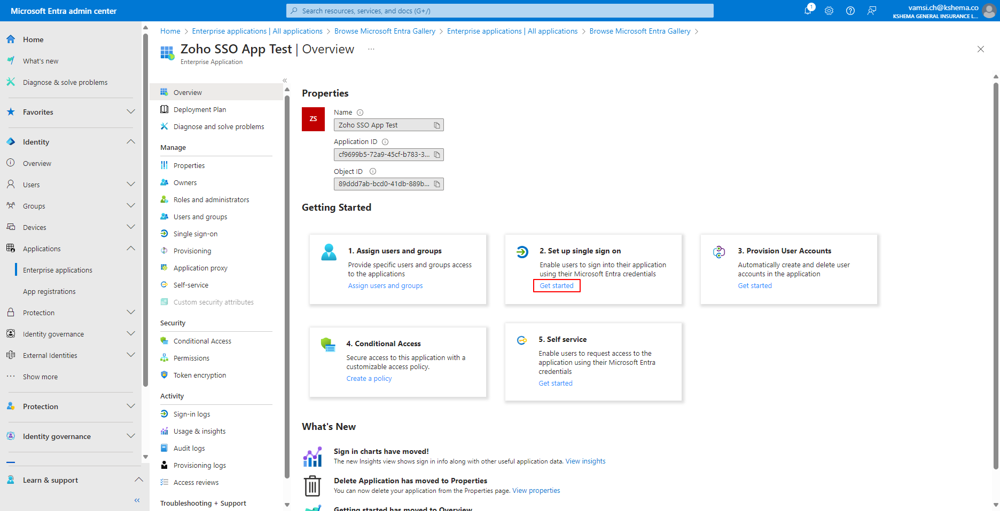 Microsoft Entra admin center
Search resources, services, and docs (G+/)
1
vamsi.ch@kshema.co
KSHEMA GENERAL INSURANCE L...
Home
What's new
Diagnose & solve problems
Favorites
Identity
Overview
Users
Groups
Devices
Applications
Enterprise applications
App registrations
Protection
Identity governance
External Identities
Show more
Protection
Identity governance
Learn & support
Home > Enterprise applications | All applications > Browse Microsoft Entra Gallery > Enterprise applications | All applications > Browse Microsoft Entra Gallery >
Zoho SSO App Test | Overview ...
Enterprise Application
Overview
Deployment Plan
Diagnose and solve problems
Manage
Properties
Owners
Roles and administrators
Users and groups
Single sign-on
Provisioning
Application proxy
Self-service
Custom security attributes
Security
Conditional Access
Permissions
Token encryption
Activity
Sign-in logs
Usage & insights
Audit logs
Provisioning logs
Access reviews
Troubleshooting + Support
Properties
ZS
Name
Zoho SSO App Test
Application ID
cf9699b5-72a9-45cf-b783-3...
Object ID
89ddd7ab-bcd0-41db-889b...
Getting Started
1. Assign users and groups
Provide specific users and groups access
to the applications
Assign users and groups
2. Set up single sign on
Enable users to sign into their application
using their Microsoft Entra credentials
Get started
3. Provision User Accounts
Automatically create and delete user
accounts in the application
Get started
4. Conditional Access
Secure access to this application with a
customizable access policy.
Create a policy
5. Self service
Enable users to request access to the
application using their Microsoft Entra
credentials
Get started
What's New
Sign in charts have moved!
The new Insights view shows sign in info along with other useful application data. View insights
Delete Application has moved to Properties
You can now delete your application from the Properties page. View properties
Getting started has moved to Overview